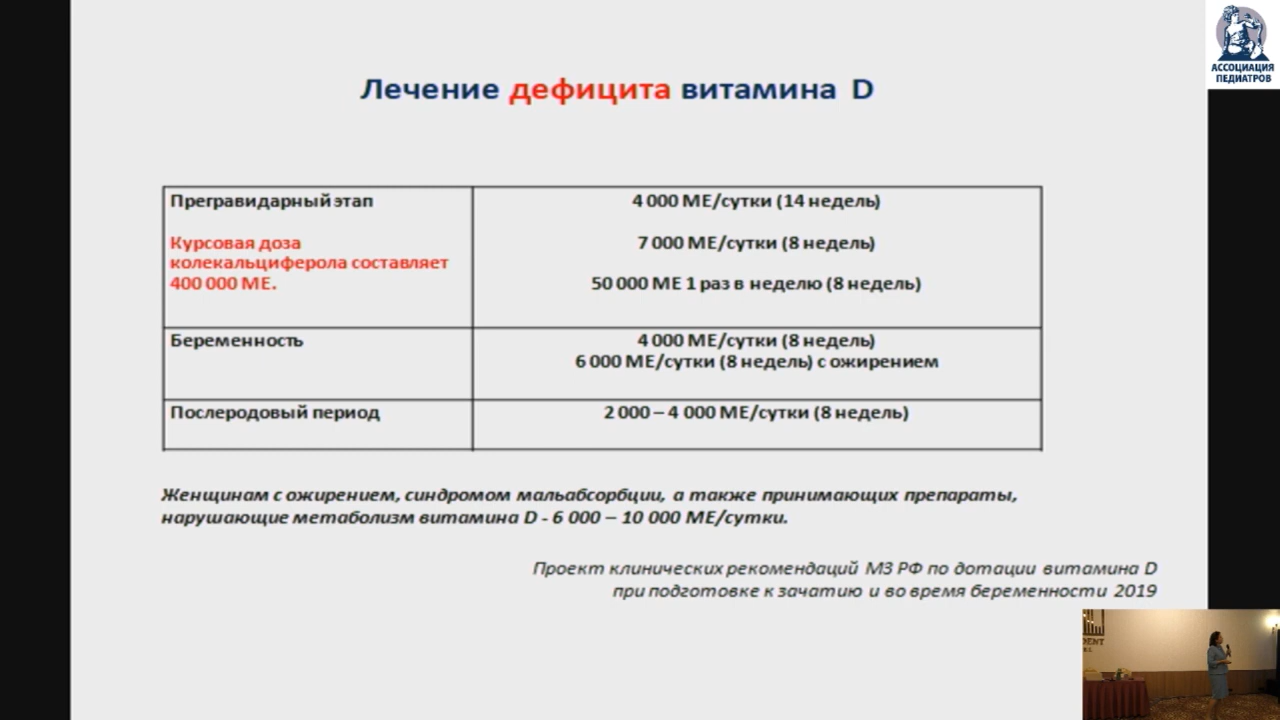 АССОЦИАЦИЯ
ПЕДИАТРОВ
Лечение дефицита витамина D
Прегравидарный этап
Курсовая доза
колекальциферола составляет
400 000 МЕ.
4 000 МЕ/сутки (14 недель)
7 000 МЕ/сутки (8 недель)
50 000 МЕ 1 раз в неделю (8 недель)
Беременность
4 000 МЕ/сутки (8 недель)
6 000 МЕ/сутки (8 недель) с ожирением
Послеродовый период
2 000 – 4 000 МЕ/сутки (8 недель)
Женщинам с ожирением, синдромом мальабсорбции, а также принимающих препараты,
нарушающие метаболизм витамина D - 6 000 – 10 000 МЕ/сутки.
Проект клинических рекомендаций МЗ РФ по дотации витамина D
при подготовке к зачатию и во время беременности 2019